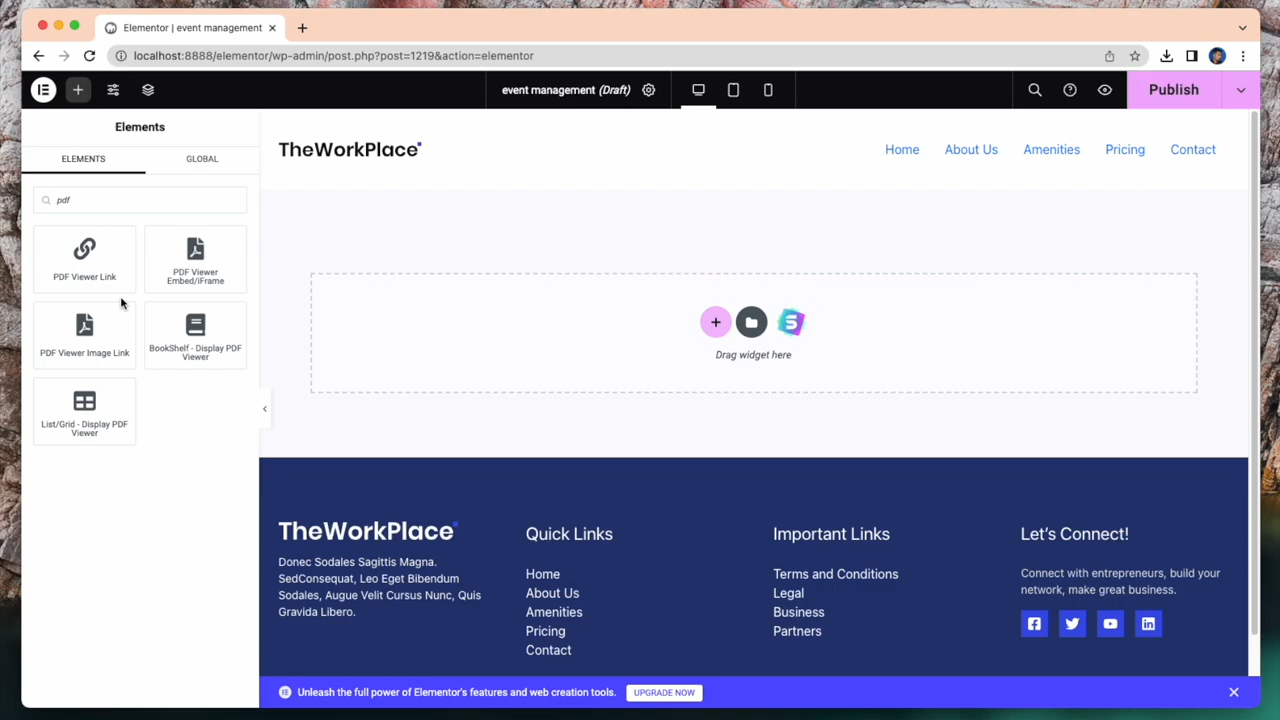 Elementor | event management
localhost:8888/elementor/wp-admin/post.php?post=1219&action=elementor
event management (Draft)
Publish
Elements
ELEMENTS
GLOBAL
pdf
PDF Viewer Link
PDF Viewer
Embed/iFrame
PDF Viewer Image Link
BookShelf - Display PDF
Viewer
List/Grid - Display PDF
Viewer
TheWorkPlace
Home
About Us
Amenities
Pricing
Contact
Drag widget here
TheWorkPlace
Donec Sodales Sagittis Magna.
SedConsequat, Leo Eget Bibendum
Sodales, Augue Velit Cursus Nunc, Quis
Gravida Libero.
Quick Links
Home
About Us
Amenities
Pricing
Contact
Important Links
Terms and Conditions
Legal
Business
Partners
Let's Connect!
Connect with entrepreneurs, build your
network, make great business.
Unleash the full power of Elementor's features and web creation tools.
UPGRADE NOW